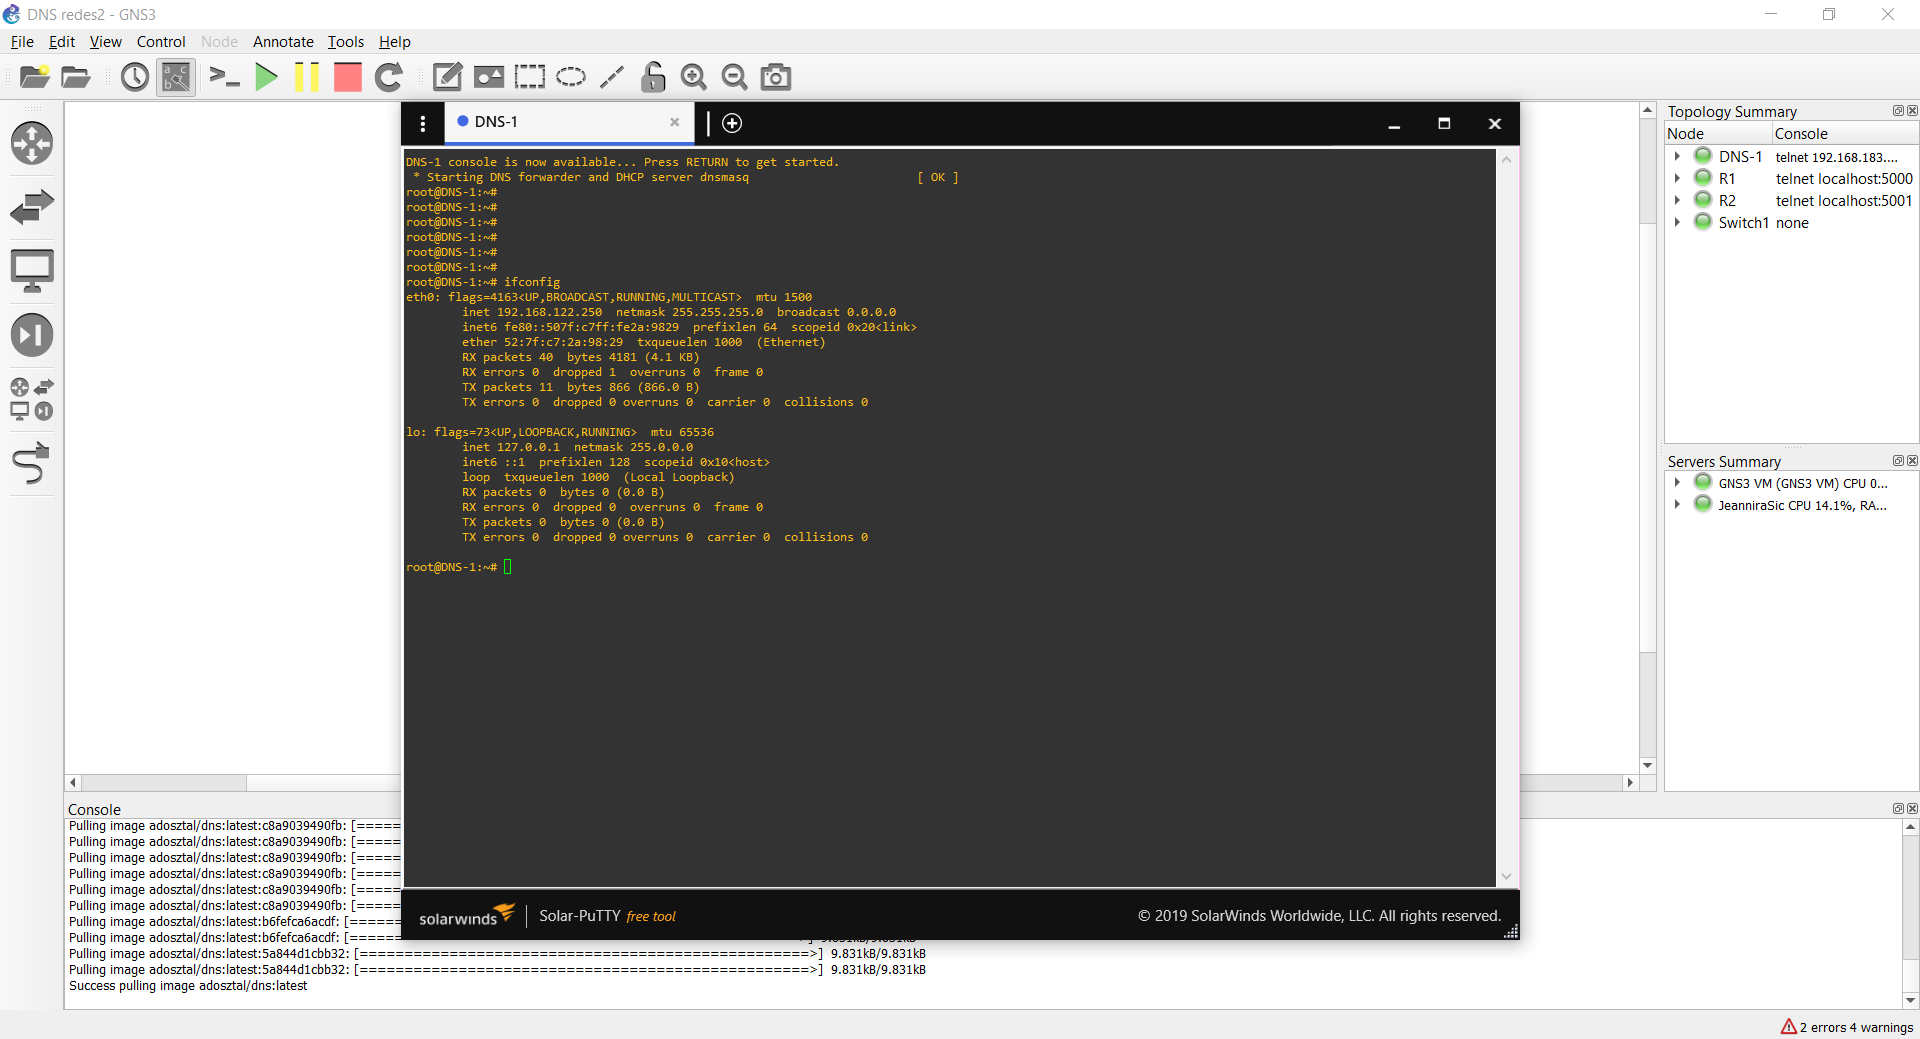 DNS redes2 - GNS3
File Edit View Control Node Annotate Tools Help
DNS-1
DNS-1 console is now available... Press RETURN to get started.
* Starting DNS forwarder and DHCP server dnsmasq [ OK ]
root@DNS-1:~#
root@DNS-1:~#
root@DNS-1:~#
root@DNS-1:~#
root@DNS-1:~#
root@DNS-1:~#
root@DNS-1:~# ifconfig
eth0: flags=4163<UP,BROADCAST,RUNNING,MULTICAST> mtu 1500
inet 192.168.122.250 netmask 255.255.255.0 broadcast 0.0.0.0
inet6 fe80::507f:c7ff:fe2a:9829 prefixlen 64 scopeid 0x20<link>
ether 52:7f:c7:2a:98:29 txqueuelen 1000 (Ethernet)
RX packets 40 bytes 4181 (4.1 KB)
RX errors 0 dropped 1 overruns 0 frame 0
TX packets 11 bytes 866 (866.0 B)
TX errors 0 dropped 0 overruns 0 carrier 0 collisions 0
lo: flags=73<UP,LOOPBACK,RUNNING> mtu 65536
inet 127.0.0.1 netmask 255.0.0.0
inet6 ::1 prefixlen 128 scopeid 0x10<host>
loop txqueuelen 1000 (Local Loopback)
RX packets 0 bytes 0 (0.0 B)
RX errors 0 dropped 0 overruns 0 frame 0
TX packets 0 bytes 0 (0.0 B)
TX errors 0 dropped 0 overruns 0 carrier 0 collisions 0
root@DNS-1:~#
solarwinds Solar-PuTTY free tool © 2019 SolarWinds Worldwide, LLC. All rights reserved.
Topology Summary
Node Console
DNS-1 telnet 192.168.183....
R1 telnet localhost:5000
R2 telnet localhost:5001
Switch1 none
Servers Summary
GNS3 VM (GNS3 VM) CPU 0...
JeanniraSic CPU 14.1%, RA...
Console
Pulling image adosztal/dns:latest:c8a9039490fb: [=====
Pulling image adosztal/dns:latest:c8a9039490fb: [=====
Pulling image adosztal/dns:latest:c8a9039490fb: [=====
Pulling image adosztal/dns:latest:c8a9039490fb: [=====
Pulling image adosztal/dns:latest:c8a9039490fb: [=====
Pulling image adosztal/dns:latest:c8a9039490fb: [=====
Pulling image adosztal/dns:latest:b6fefca6acdf: [======
Pulling image adosztal/dns:latest:b6fefca6acdf: [====== ] 9.831kB/9.831kB
Pulling image adosztal/dns:latest:5a844d1cbb32: [==================================================>] 9.831kB/9.831kB
Pulling image adosztal/dns:latest:5a844d1cbb32: [==================================================>] 9.831kB/9.831kB
Success pulling image adosztal/dns:latest
2 errors 4 warnings